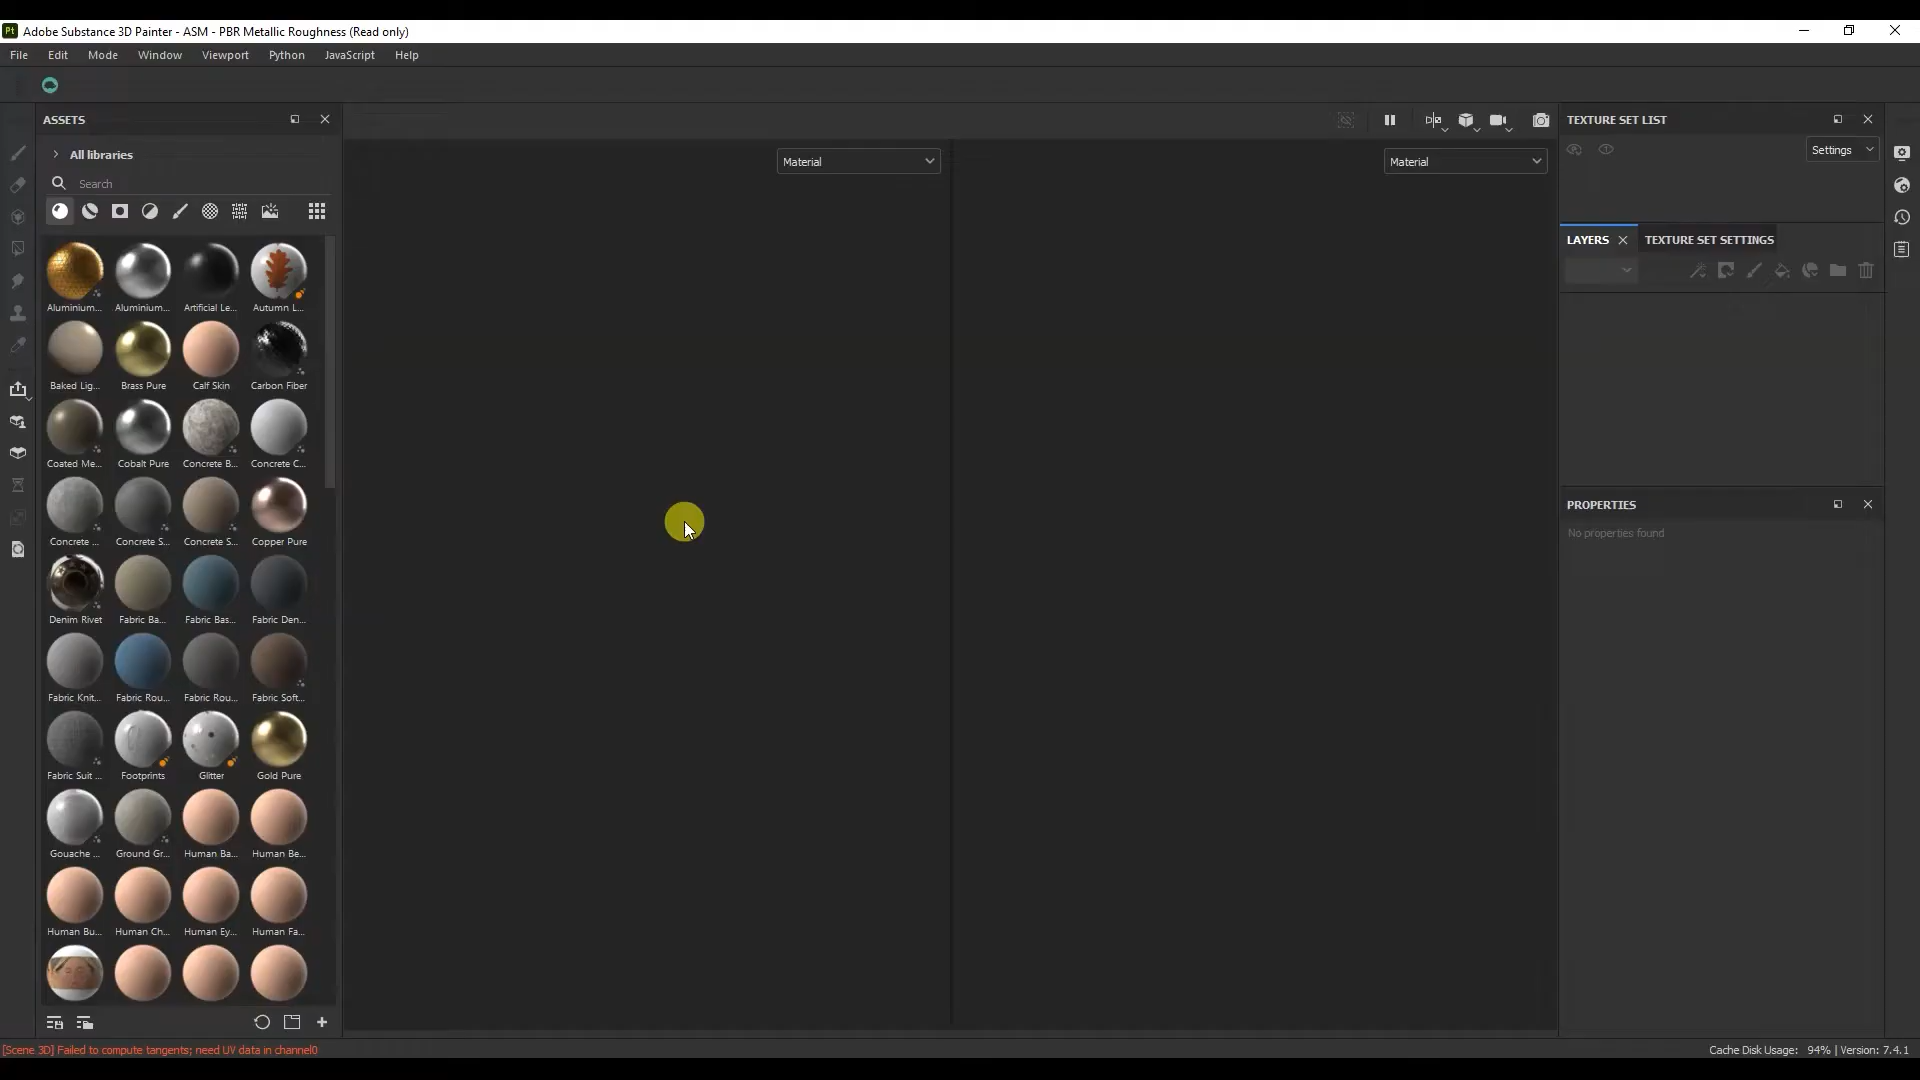 Pt Adobe Substance 3D Painter - ASM - PBR Metallic Roughness (Read only)
File Edit Mode Window Viewport Python JavaScript Help
ASSETS
All libraries
Search
Aluminium... Aluminium... Artificial Le... Autumn L...
Baked Lig... Brass Pure Calf Skin Carbon Fiber
Coated Me... Cobalt Pure Concrete B... Concrete C...
Concrete ... Concrete S... Concrete S... Copper Pure
Denim Rivet Fabric Ba... Fabric Bas... Fabric Den...
Fabric Knit... Fabric Rou... Fabric Rou... Fabric Soft...
Fabric Suit ... Footprints Glitter Gold Pure
Gouache ... Ground Gr... Human Ba... Human Be...
Human Bu... Human Ch... Human Ey... Human Fa...
Material
Material
TEXTURE SET LIST
Settings
LAYERS TEXTURE SET SETTINGS
PROPERTIES
No properties found
[Scene 3D] Failed to compute tangents; need UV data in channel0
Cache Disk Usage: 94% | Version: 7.4.1